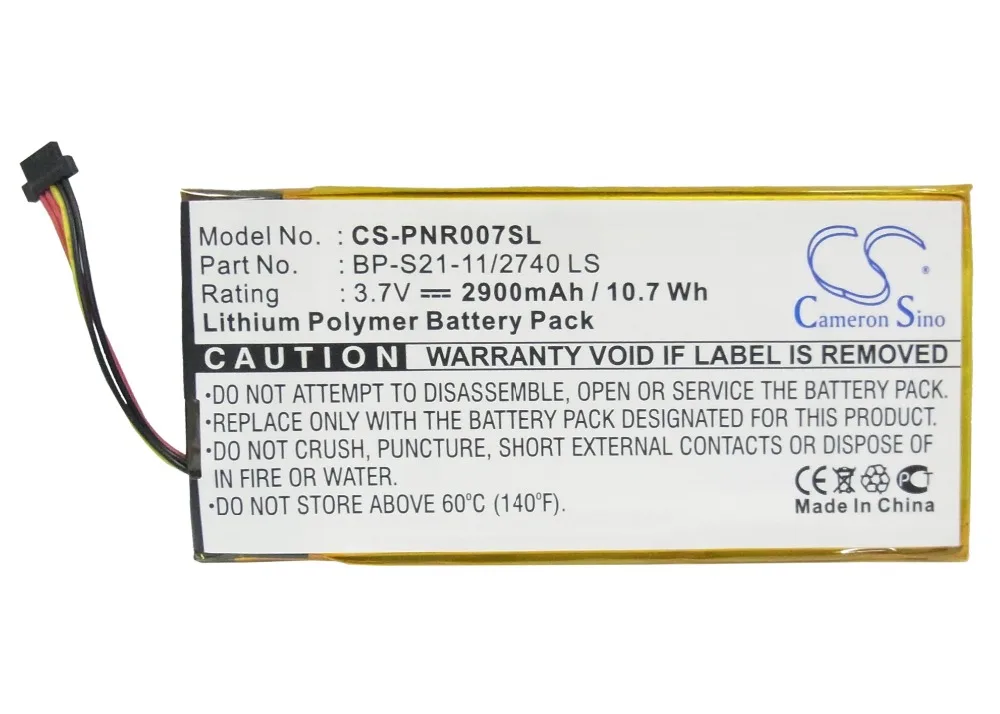 Model No. : CS-PNR007SL
Part No. : BP-S21-11/2740 LS
Rating : 3.7V ⎓ 2900mAh / 10.7 Wh
Lithium Polymer Battery Pack
CS®
Cameron Sino
CAUTION WARRANTY VOID IF LABEL IS REMOVED
•DO NOT ATTEMPT TO DISASSEMBLE, OPEN OR SERVICE THE BATTERY PACK.
•REPLACE ONLY WITH THE BATTERY PACK DESIGNATED FOR THIS PRODUCT.
•DO NOT CRUSH, PUNCTURE, SHORT EXTERNAL CONTACTS OR DISPOSE OF
IN FIRE OR WATER.
•DO NOT STORE ABOVE 60°C (140°F).
CE PCT
Made In China